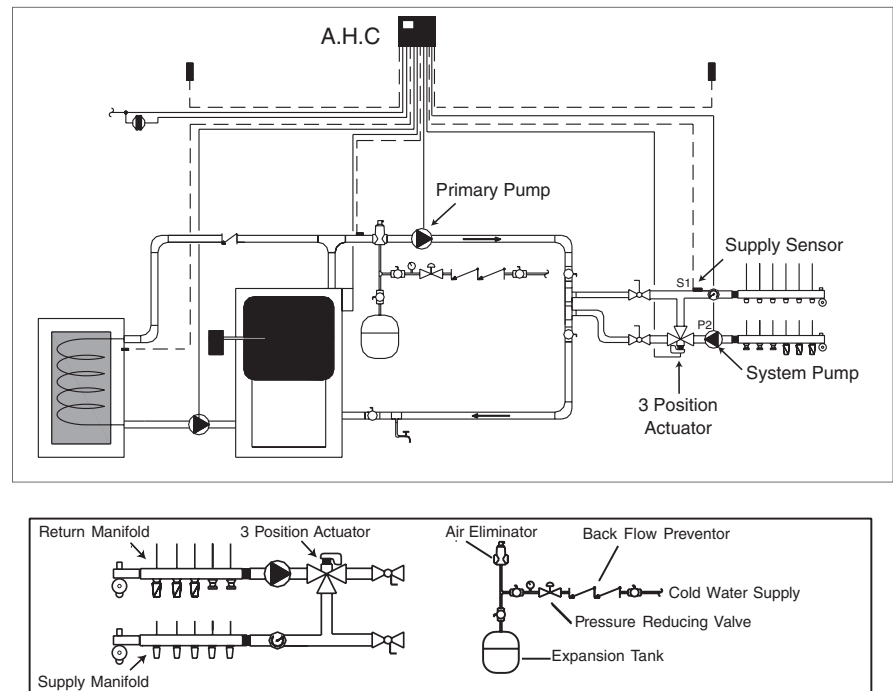 A.H.C
Primary Pump
Supply Sensor
S1
P2
System Pump
3 Position
Actuator
Return Manifold
3 Position Actuator
Air Eliminator
Back Flow Preventor
Cold Water Supply
Pressure Reducing Valve
Expansion Tank
Supply Manifold